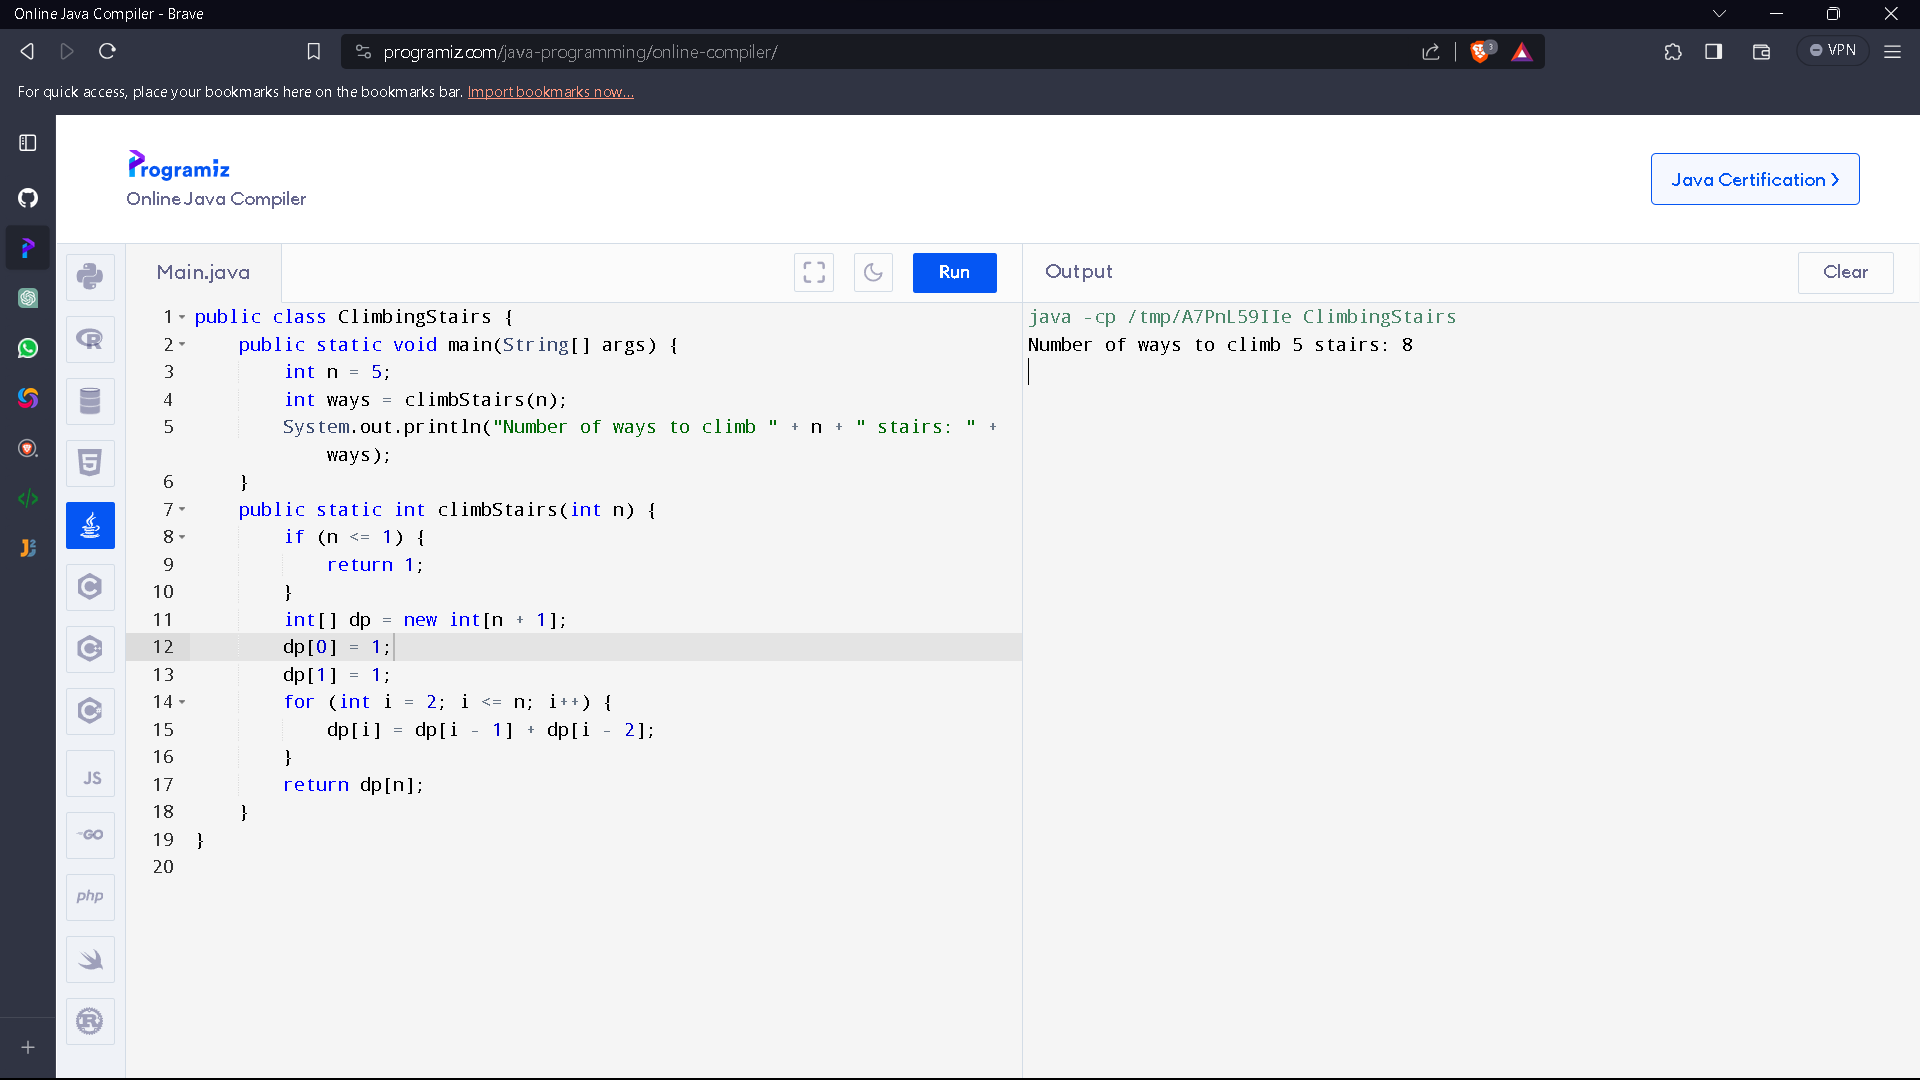 Online Java Compiler - Brave
programiz.com/java-programming/online-compiler/
3
VPN
For quick access, place your bookmarks here on the bookmarks bar. Import bookmarks now...
Programiz
Online Java Compiler
Java Certification >
Main.java
Run
Output
Clear
1 public class ClimbingStairs {
2     public static void main(String[] args) {
3         int n = 5;
4         int ways = climbStairs(n);
5         System.out.println("Number of ways to climb " + n + " stairs: " +
            ways);
6     }
7     public static int climbStairs(int n) {
8         if (n <= 1) {
9             return 1;
10         }
11         int[] dp = new int[n + 1];
12         dp[0] = 1;
13         dp[1] = 1;
14         for (int i = 2; i <= n; i++) {
15             dp[i] = dp[i - 1] + dp[i - 2];
16         }
17         return dp[n];
18     }
19 }
20
java -cp /tmp/A7PnL59IIe ClimbingStairs
Number of ways to climb 5 stairs: 8
R
5
C
C
C
JS
GO
php
R